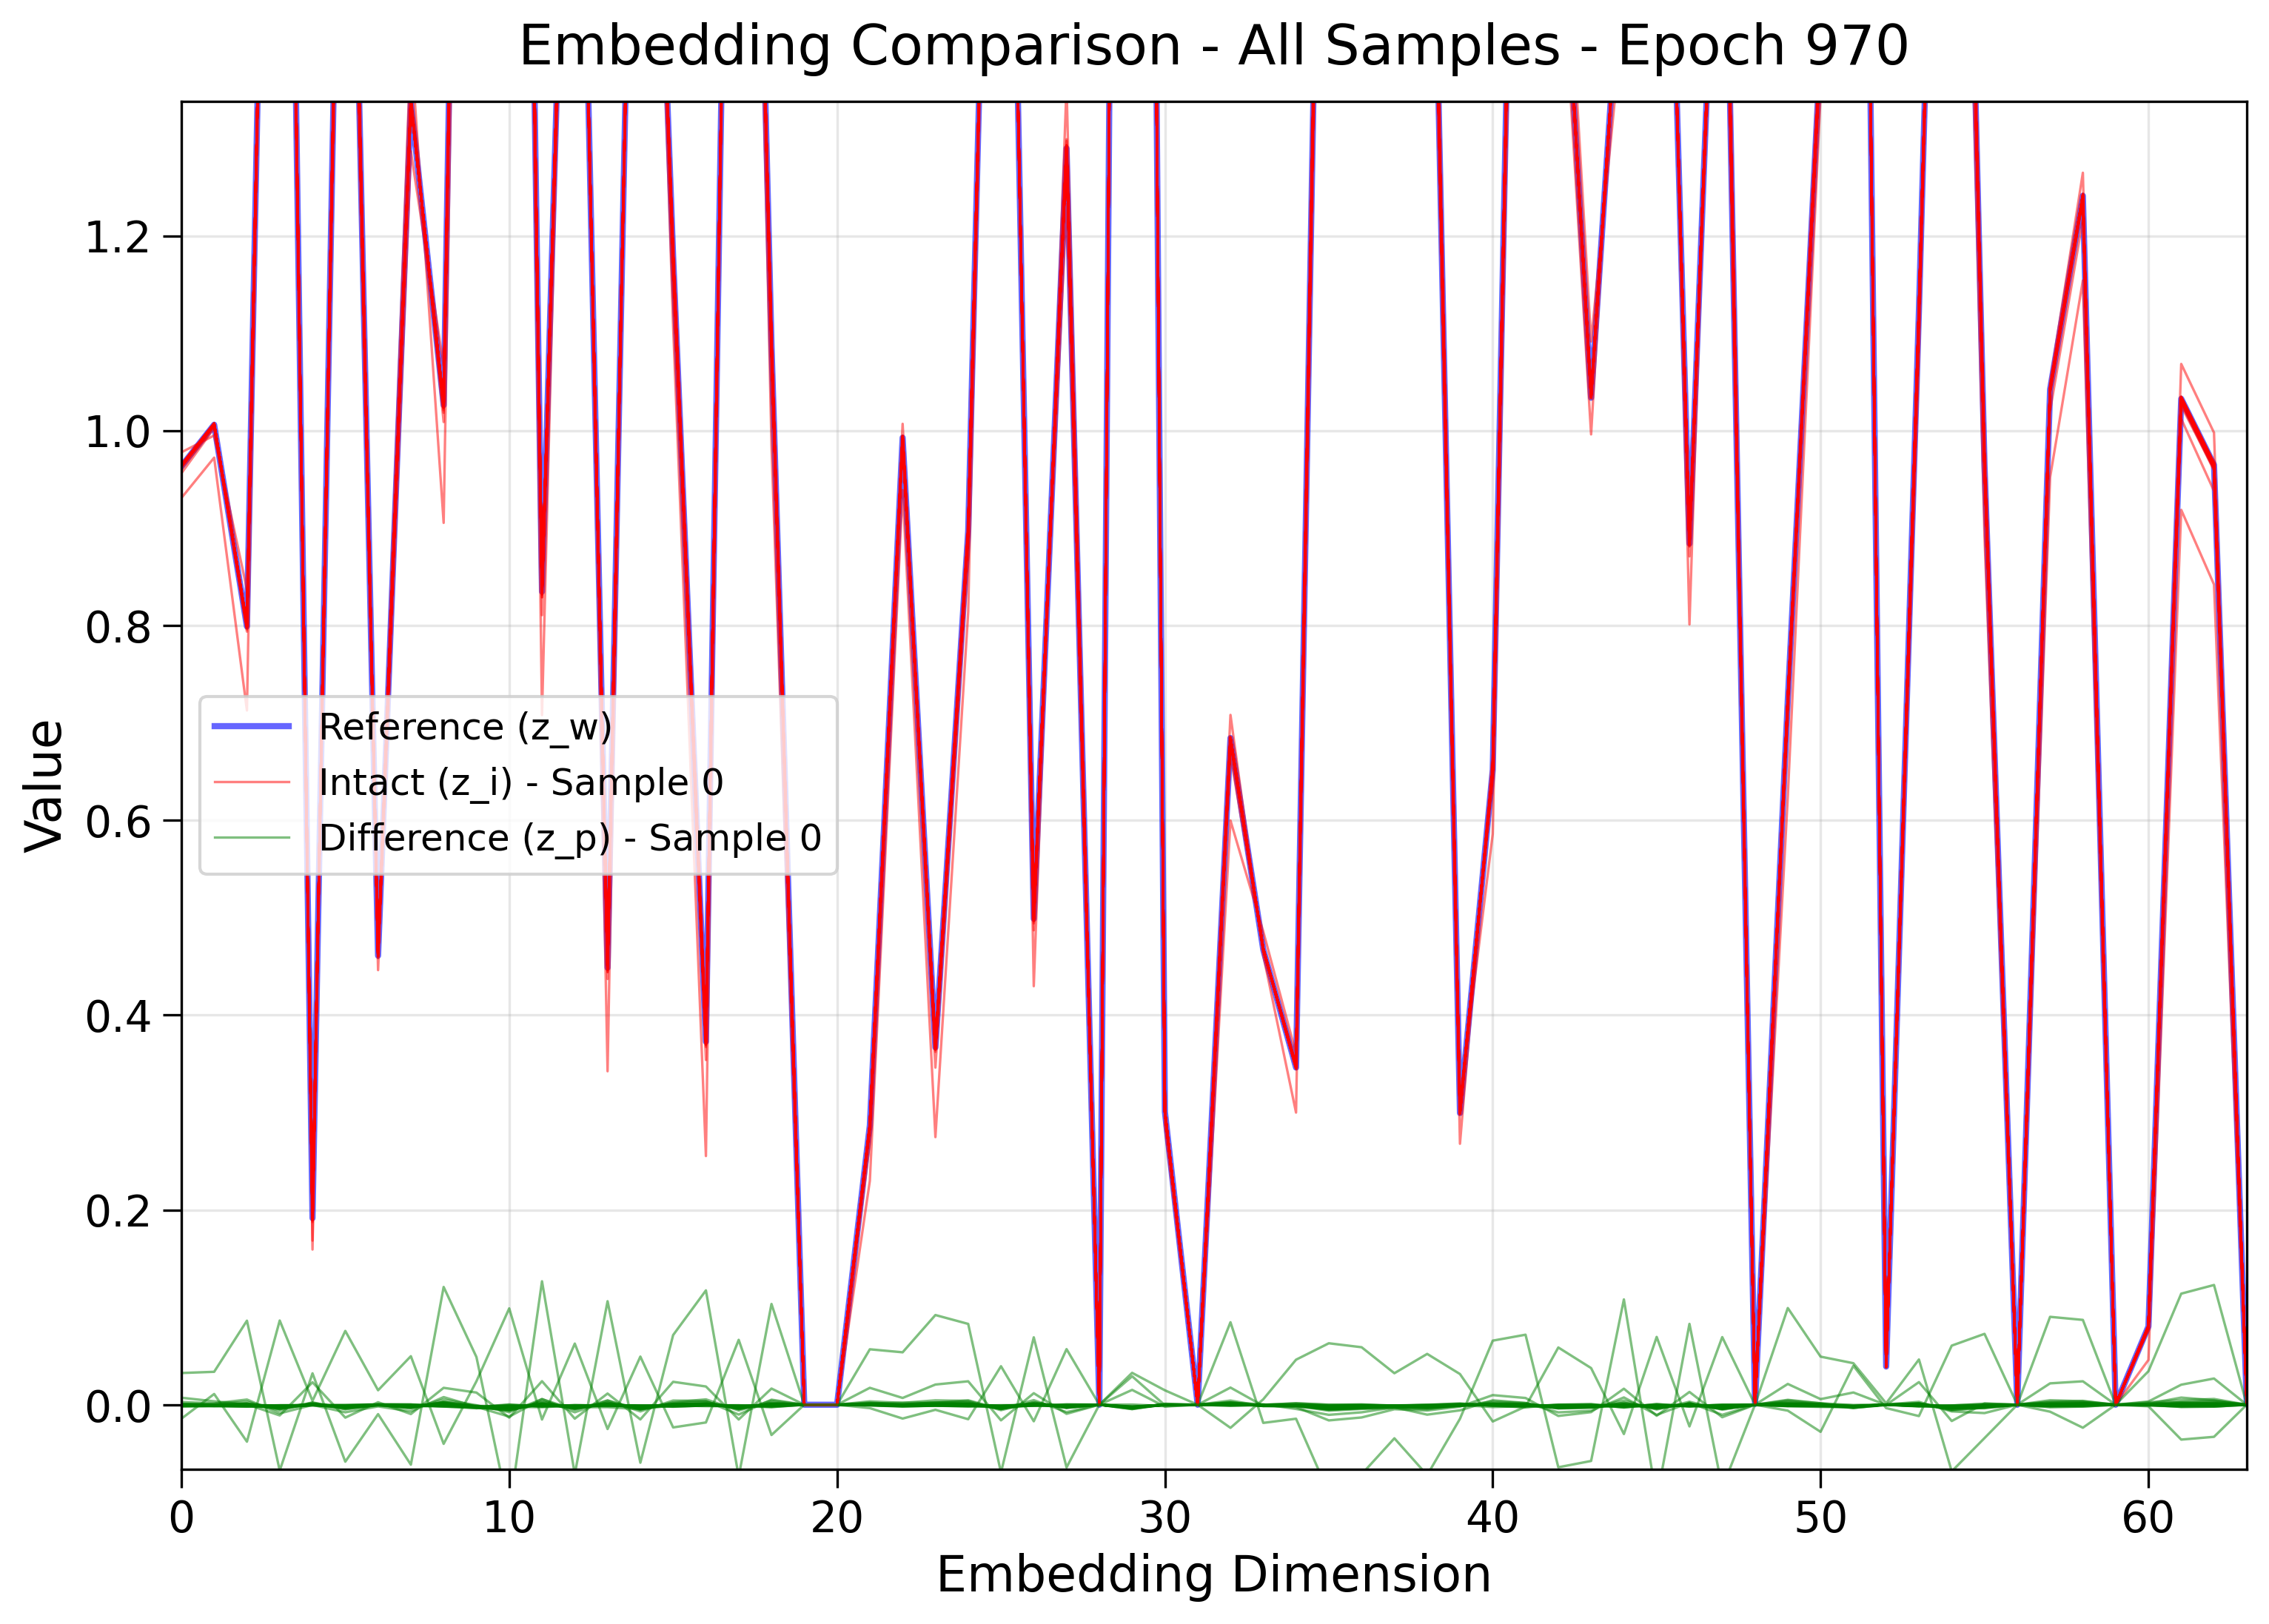 Embedding Comparison - All Samples - Epoch 970
Value
1.2
1.0
0.8
0.6
0.4
0.2
0.0
Reference (z_w)
Intact (z_i) - Sample 0
Difference (z_p) - Sample 0
0 10 20 30 40 50 60
Embedding Dimension